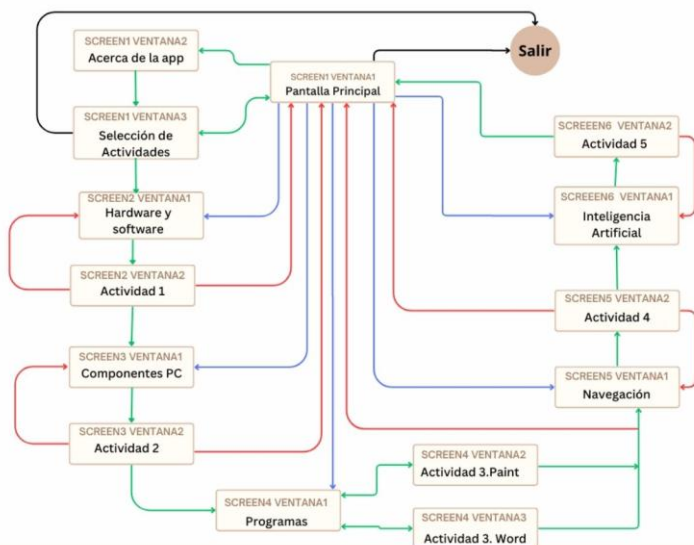 Salir
SCREEN1 VENTANA2
Acerca de la app
SCREEN1 VENTANA1
Pantalla Principal
SCREEN1 VENTANA3
Selección de
Actividades
SCREEEN6 VENTANA2
Actividad 5
SCREEN2 VENTANA1
Hardware y
software
SCREEEN6 VENTANA1
Inteligencia
Artificial
SCREEN2 VENTANA2
Actividad 1
SCREEN5 VENTANA2
Actividad 4
SCREEN3 VENTANA1
Componentes PC
SCREEN5 VENTANA1
Navegación
SCREEN3 VENTANA2
Actividad 2
SCREEN4 VENTANA2
Actividad 3.Paint
SCREEN4 VENTANA1
Programas
SCREEN4 VENTANA3
Actividad 3. Word